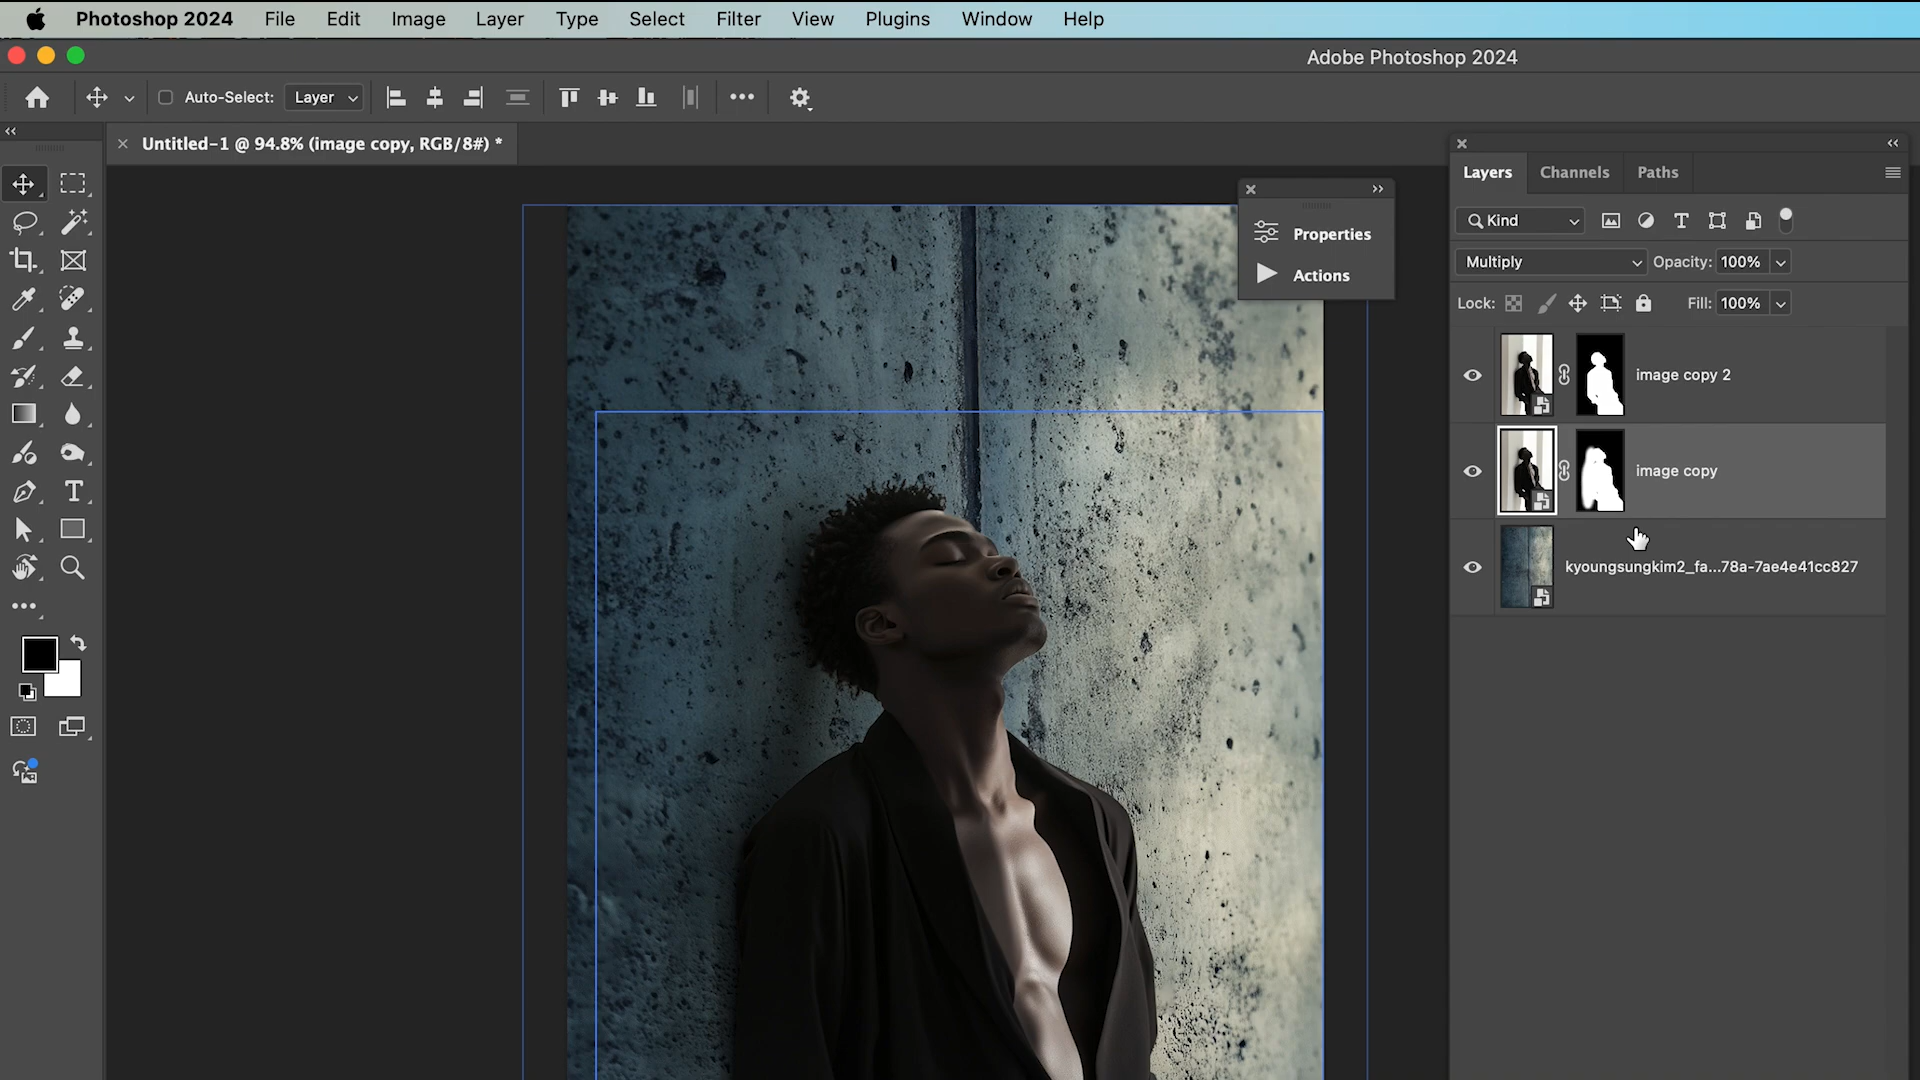 Photoshop 2024 File Edit Image Layer Type Select Filter View Plugins Window Help
Adobe Photoshop 2024
Auto-Select: Layer
Untitled-1 @ 94.8% (image copy, RGB/8#) *
Properties
Actions
Layers Channels Paths
Kind
Multiply Opacity: 100%
Lock: Fill: 100%
image copy 2
image copy
kyoungsungkim2_fa...78a-7ae4e41cc827